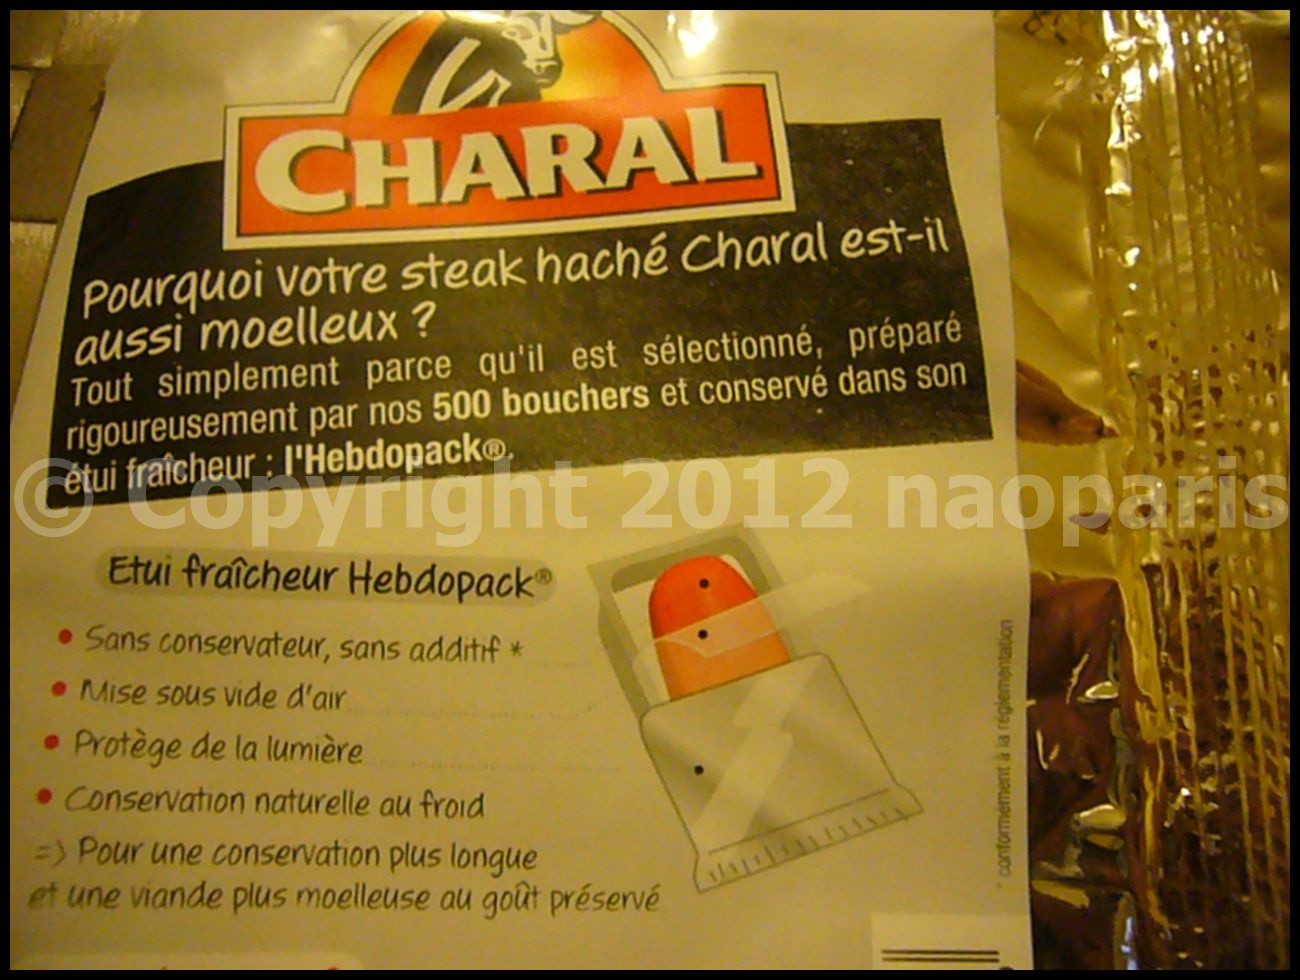 CHARAL
Pourquoi votre steak haché Charal est-il
aussi moelleux ?
Tout simplement parce qu'il est sélectionné, préparé
rigoureusement par nos 500 bouchers et conservé dans son
étui fraîcheur : l'Hebdopack®.
© Copyright 2012 naoparis
Etui fraîcheur Hebdopack®
• Sans conservateur, sans additif *
• Mise sous vide d'air
• Protège de la lumière
• Conservation naturelle au froid
=> Pour une conservation plus longue
et une viande plus moelleuse au goût préservé
* conformément à la réglementation